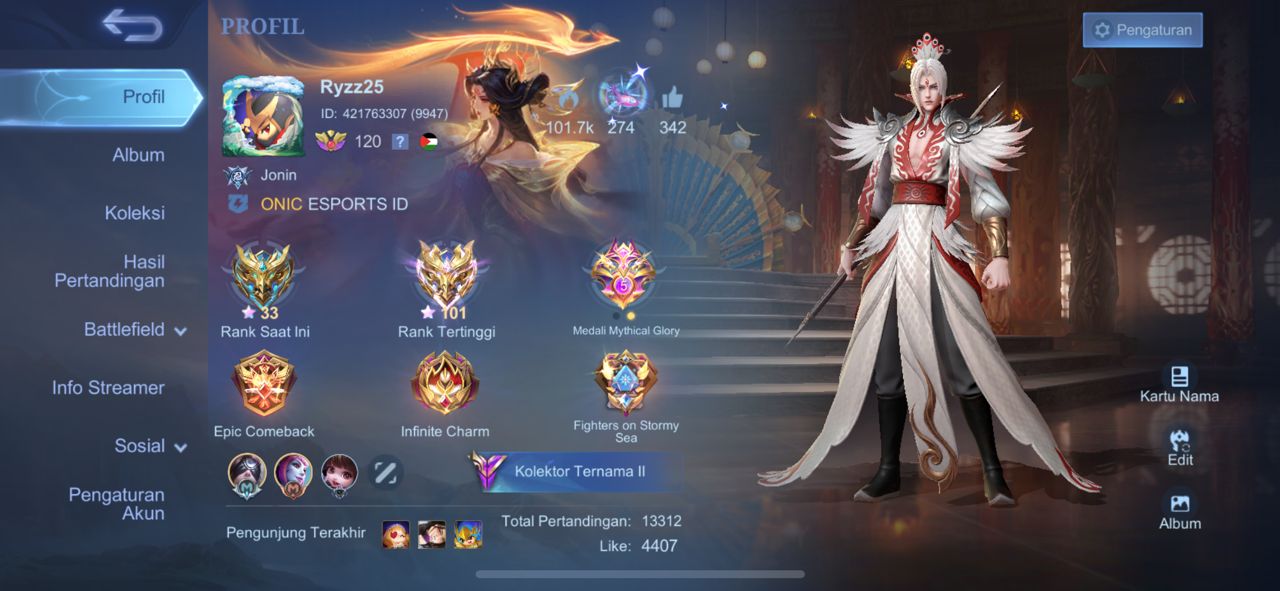 PROFIL
Pengaturan
Profil
Album
Koleksi
Hasil
Pertandingan
Battlefield
Info Streamer
Sosial
Pengaturan
Akun
Ryzz25
ID: 421763307 (9947)
120 ?
101.7k 274 342
Jonin
ONIC ESPORTS ID
33
Rank Saat Ini
101
Rank Tertinggi
5
Medali Mythical Glory
Epic Comeback
Infinite Charm
Fighters on Stormy
Sea
Kolektor Ternama II
Pengunjung Terakhir
Total Pertandingan: 13312
Like: 4407
Kartu Nama
Edit
Album